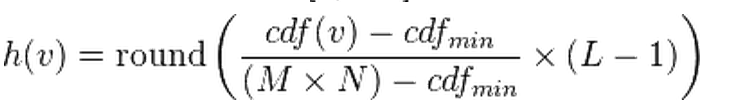 h(v) = round( (cdf(v) − cdf_min) / ((M × N) − cdf_min) × (L − 1) )